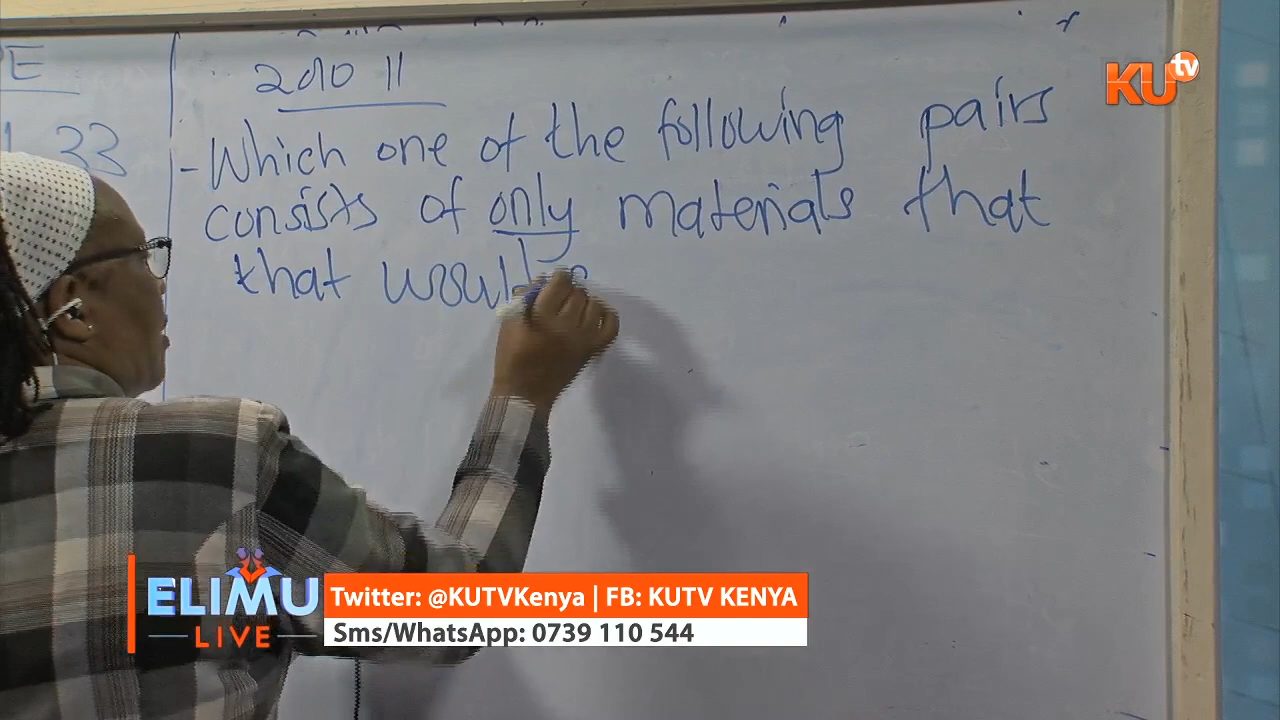 E
33
2010 11
- Which one of the following pairs
consists of only materials that
that would
KU tv
ELIMU
LIVE
Twitter: @KUTVKenya | FB: KUTV KENYA
Sms/WhatsApp: 0739 110 544